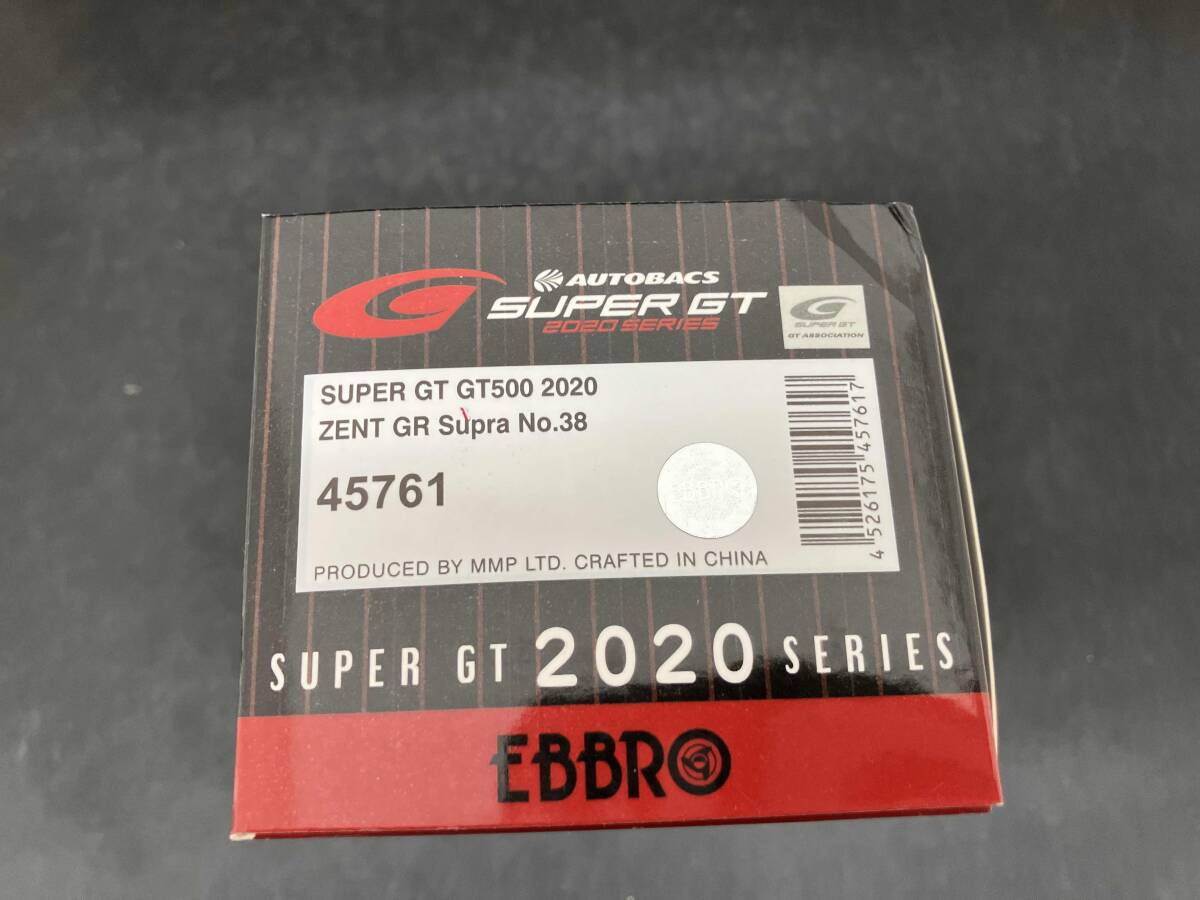 AUTOBACS
SUPER GT
2020 SERIES
SUPER GT
GT ASSOCIATION
SUPER GT GT500 2020
ZENT GR Supra No.38
45761
EBBRO
4 526175 457617
PRODUCED BY MMP LTD. CRAFTED IN CHINA
SUPER GT 2020 SERIES
EBBRO